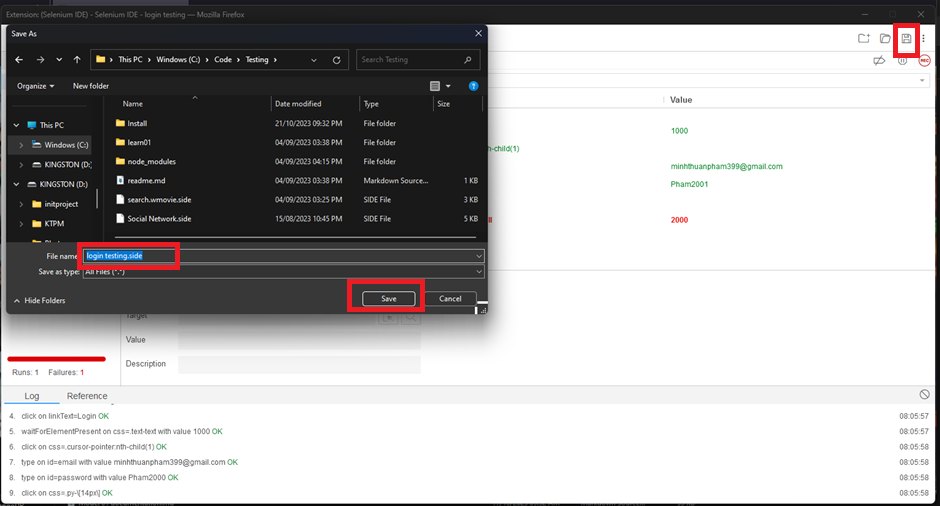 Extension: (Selenium IDE) - Selenium IDE - login testing — Mozilla Firefox
Save As
This PC > Windows (C:) > Code > Testing >
Search Testing
Organize
New folder
REC
Name Date modified Type Size
Value
This PC
Windows (C:)
KINGSTON (D:)
KINGSTON (D:)
initproject
KTPM
Install 21/10/2023 09:32 PM File folder
learn01 04/09/2023 03:38 PM File folder
node_modules 04/09/2023 04:15 PM File folder
readme.md 04/09/2023 03:38 PM Markdown Source... 1 KB
search.wmovie.side 04/09/2023 03:25 PM SIDE File 3 KB
Social Network.side 15/08/2023 10:45 PM SIDE File 5 KB
1000
h-child(1)
minhthuanpham399@gmail.com
Pham2001
2000
File name: login testing.side
Save as type: All Files (*.*)
Hide Folders
Save
Cancel
Target
Value
Description
Runs: 1 Failures: 1
Log Reference
4. click on linkText=Login OK 08:05:57
5. waitForElementPresent on css=.text-text with value 1000 OK 08:05:57
6. click on css=.cursor-pointer:nth-child(1) OK 08:05:58
7. type on id=email with value minhthuanpham399@gmail.com OK 08:05:58
8. type on id=password with value Pham2000 OK 08:05:58
9. click on css=.py-\[14px\] OK 08:05:58